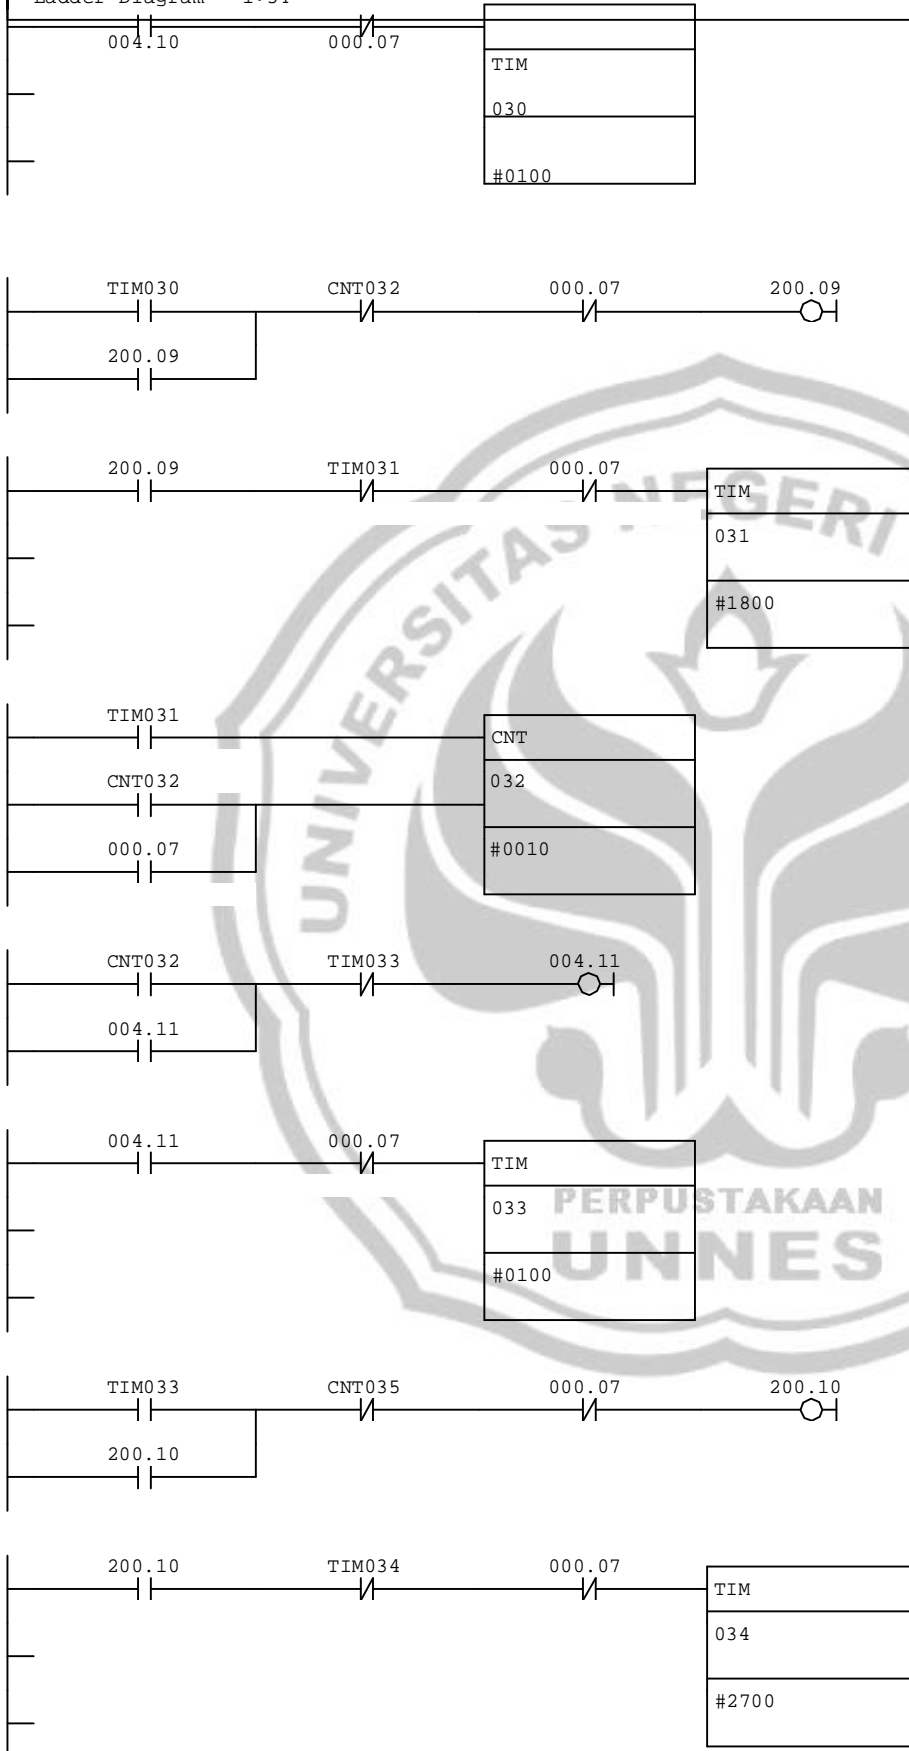 Ladder Diagram - 1.34
004.10 000.07
TIM
030
#0100
TIM030 CNT032 000.07 200.09
200.09
200.09 TIM031 000.07
TIM
031
#1800
TIM031
CNT
CNT032
032
000.07
#0010
CNT032 TIM033 004.11
004.11
004.11 000.07
TIM
033
#0100
TIM033 CNT035 000.07 200.10
200.10
200.10 TIM034 000.07
TIM
034
#2700
UNIVERSITAS NEGERI
PERPUSTAKAAN
UNNES